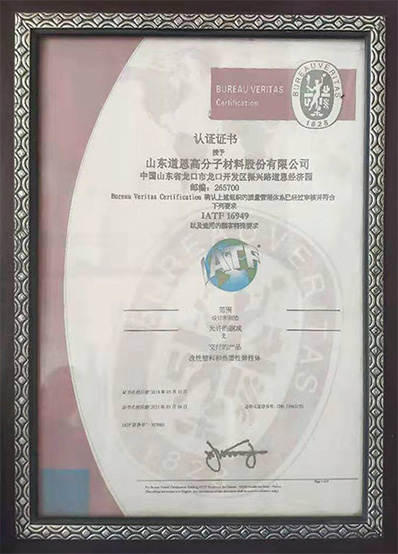 BUREAU VERITAS
Certification
BUREAU VERITAS
1828
认证证书
授予
山东道恩高分子材料股份有限公司
中国山东省龙口市龙口开发区振兴路道恩经济园
邮编：265700
Bureau Veritas Certification 确认上述组织的质量管理体系已经过审核并符合
下列要求
IATF 16949
以及适用的顾客特殊要求
IATF
范围
设计和制造
允许的删减
无
交付的产品
改性塑料和热塑性弹性体